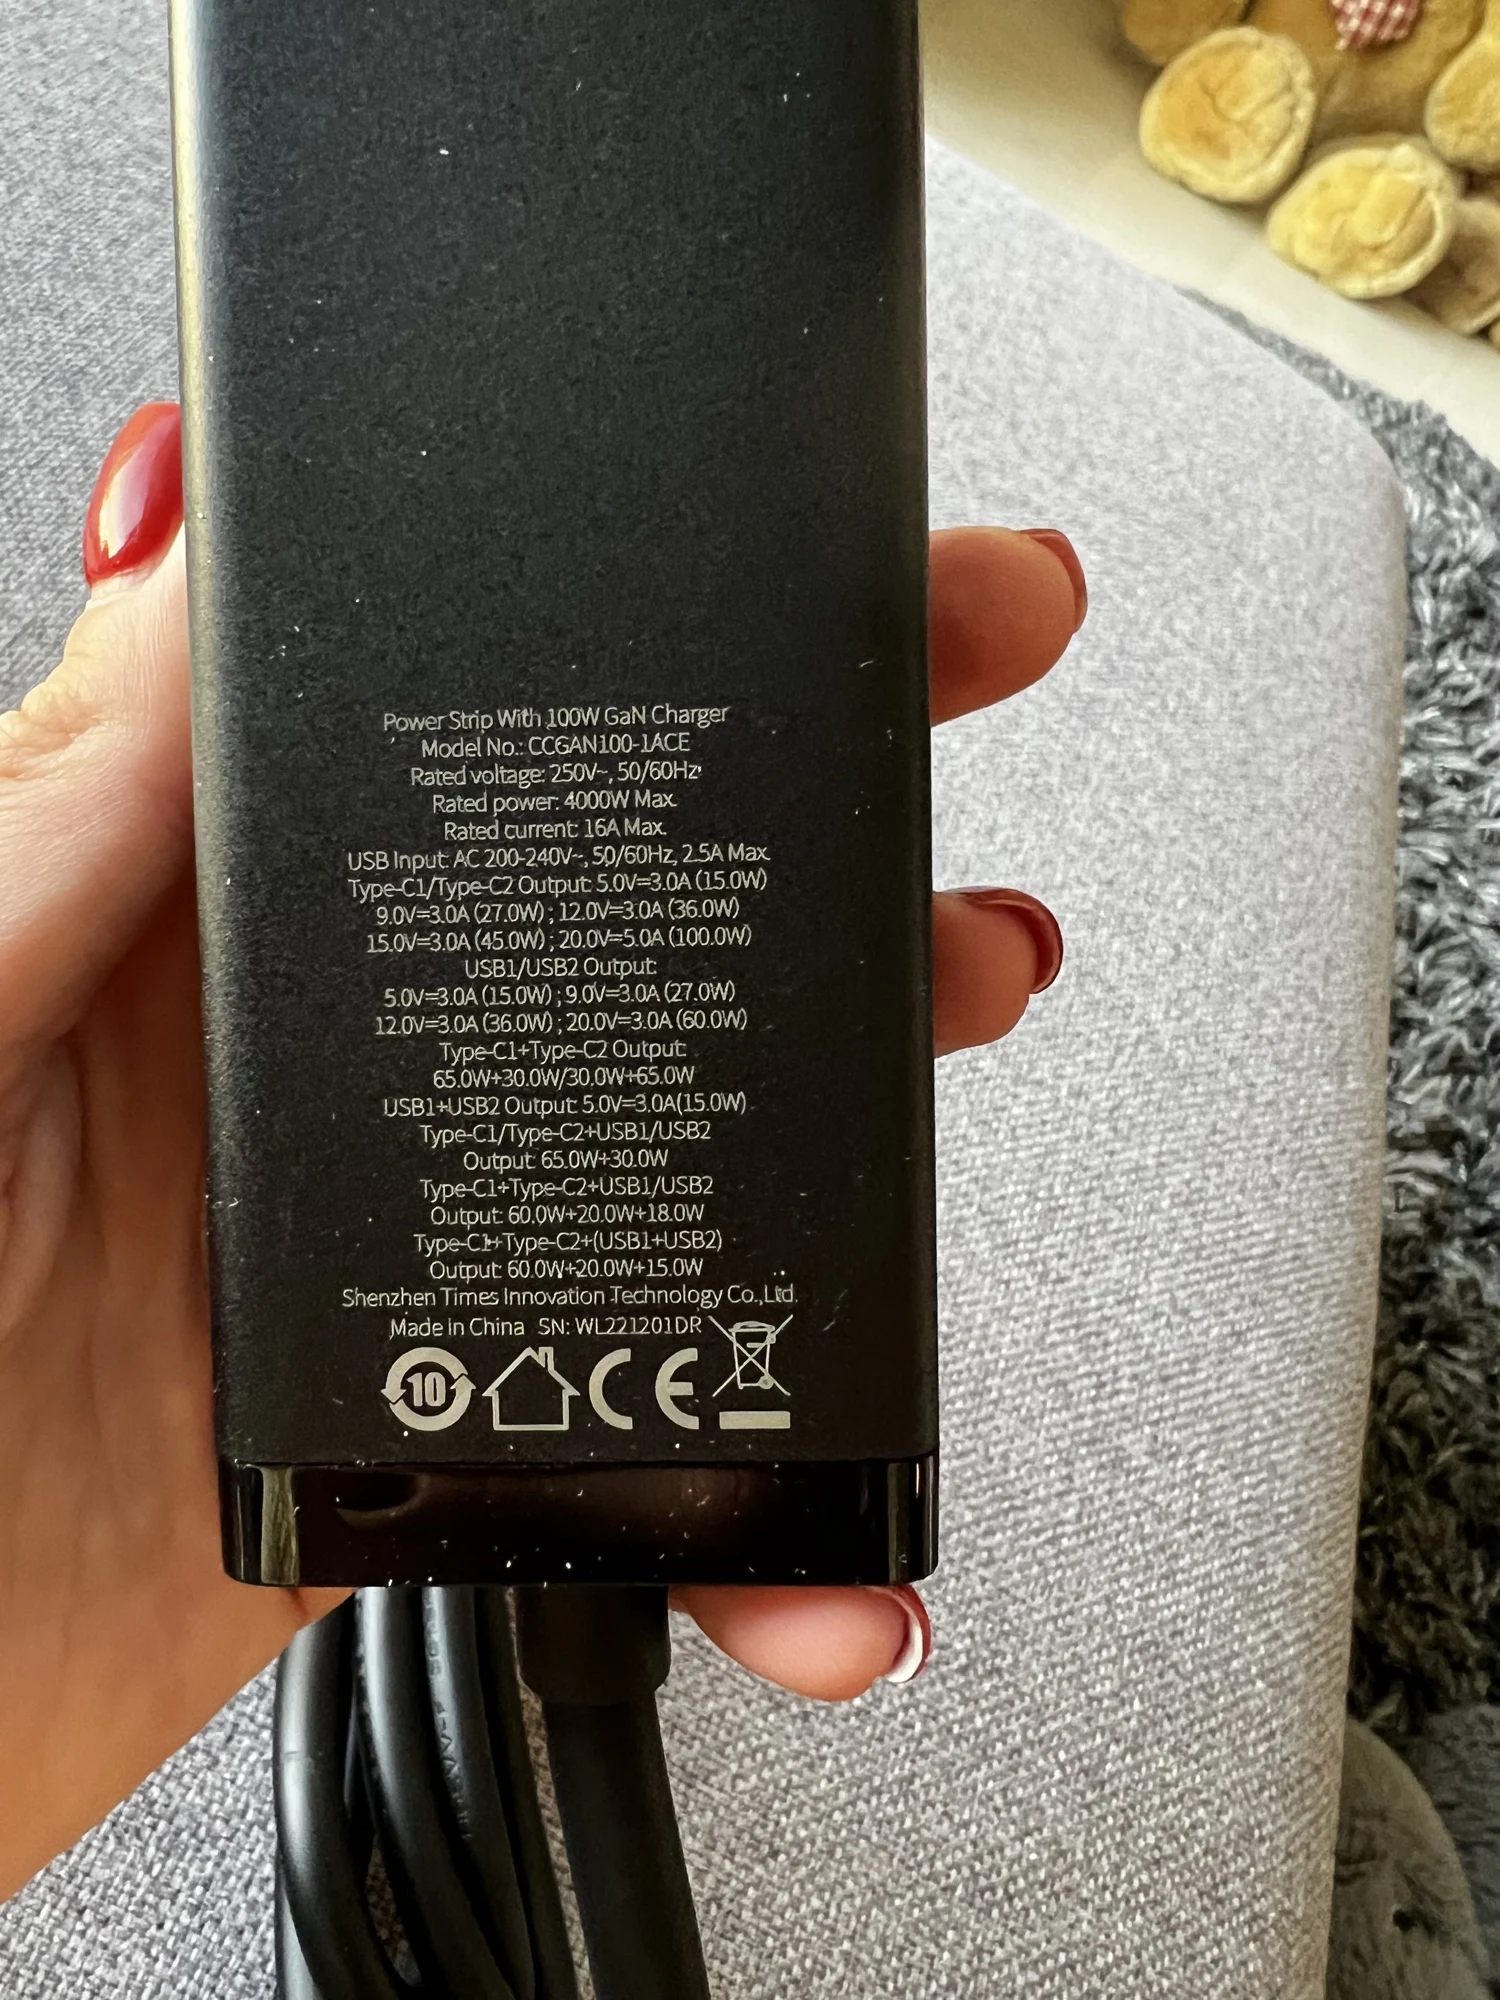 Power Strip With 100W GaN Charger
Model No.: CCGAN100-1ACE
Rated voltage: 250V~, 50/60Hz
Rated power: 4000W Max.
Rated current: 16A Max.
USB Input: AC 200-240V~, 50/60Hz, 2.5A Max
Type-C1/Type-C2 Output: 5.0V=3.0A (15.0W)
9.0V=3.0A (27.0W) ; 12.0V=3.0A (36.0W)
15.0V=3.0A (45.0W) ; 20.0V=5.0A (100.0W)
USB1/USB2 Output:
5.0V=3.0A (15.0W) ; 9.0V=3.0A (27.0W)
12.0V=3.0A (36.0W) ; 20.0V=3.0A (60.0W)
Type-C1+Type-C2 Output:
65.0W+30.0W/30.0W+65.0W
USB1+USB2 Output: 5.0V=3.0A(15.0W)
Type-C1/Type-C2+USB1/USB2
Output: 65.0W+30.0W
Type-C1+Type-C2+USB1/USB2
Output: 60.0W+20.0W+18.0W
Type-C1+Type-C2+(USB1+USB2)
Output: 60.0W+20.0W+15.0W
Shenzhen Times Innovation Technology Co.,Ltd.
Made in China SN: WL221201DR
10 CE